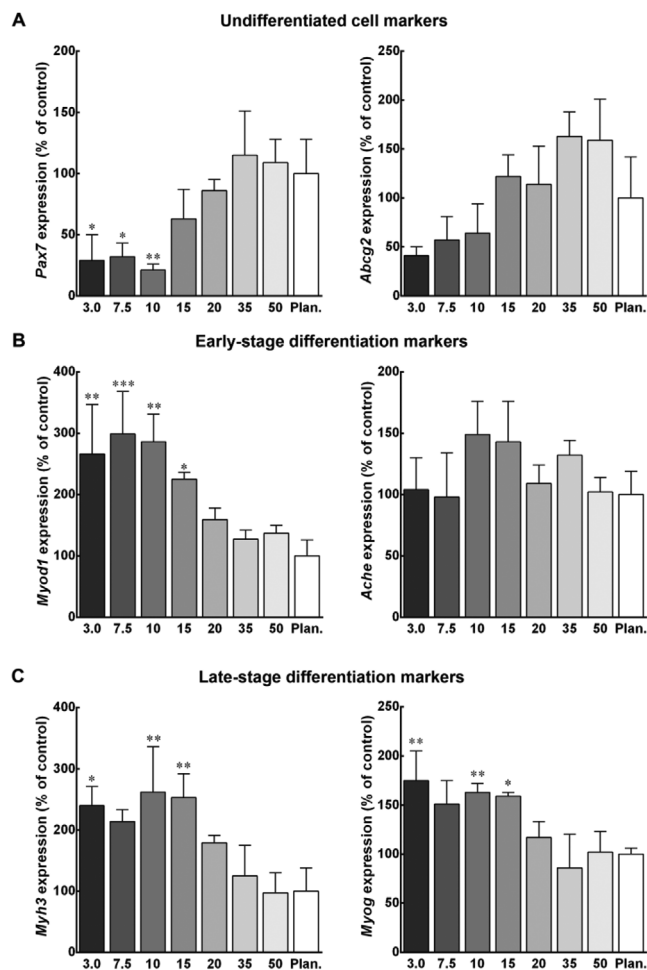 A Undifferentiated cell markers
Pax7 expression (% of control)
200
150
100
50
0
* * **
3.0 7.5 10 15 20 35 50 Plan.
Abcg2 expression (% of control)
250
200
150
100
50
0
3.0 7.5 10 15 20 35 50 Plan.
B Early-stage differentiation markers
Myod1 expression (% of control)
400
300
200
100
0
** *** ** *
3.0 7.5 10 15 20 35 50 Plan.
Ache expression (% of control)
200
150
100
50
0
3.0 7.5 10 15 20 35 50 Plan.
C Late-stage differentiation markers
Myh3 expression (% of control)
400
300
200
100
0
* ** **
3.0 7.5 10 15 20 35 50 Plan.
Myog expression (% of control)
250
200
150
100
50
0
** ** *
3.0 7.5 10 15 20 35 50 Plan.